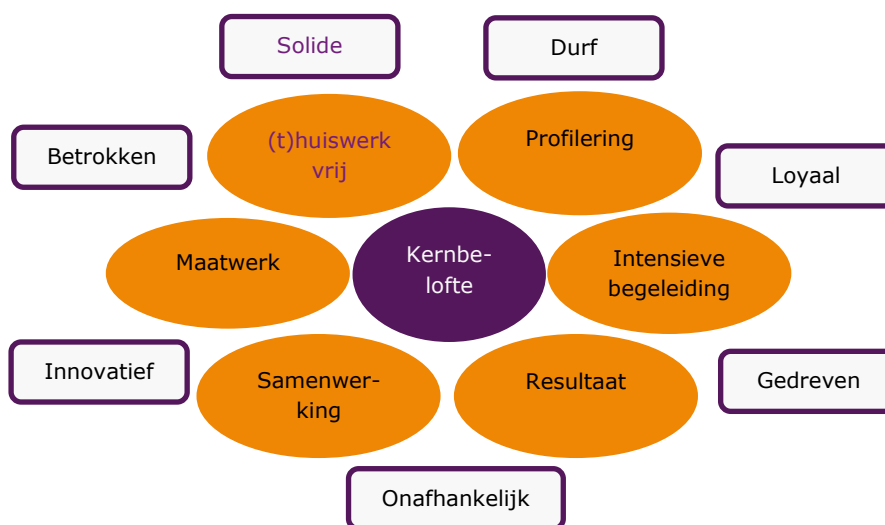 Solide
Durf
(t)huiswerk
vrij
Profilering
Betrokken
Loyaal
Maatwerk
Kernbe-
lofte
Intensieve
begeleiding
Innovatief
Samenwer-
king
Resultaat
Gedreven
Onafhankelijk